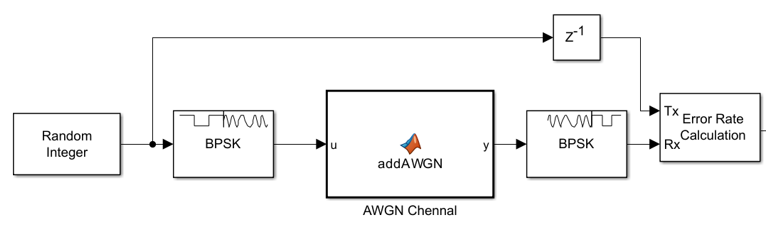 Z-1
Random
Integer
BPSK
u
addAWGN
y
AWGN Chennal
BPSK
Tx
Rx
Error Rate
Calculation